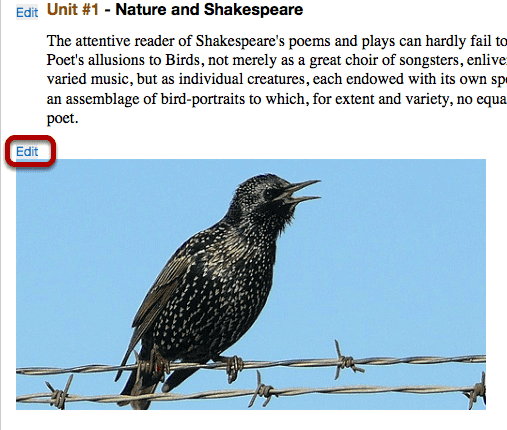 Edit Unit #1 - Nature and Shakespeare
The attentive reader of Shakespeare's poems and plays can hardly fail to
Poet's allusions to Birds, not merely as a great choir of songsters, enlive
varied music, but as individual creatures, each endowed with its own spe
an assemblage of bird-portraits to which, for extent and variety, no equa
poet.
Edit